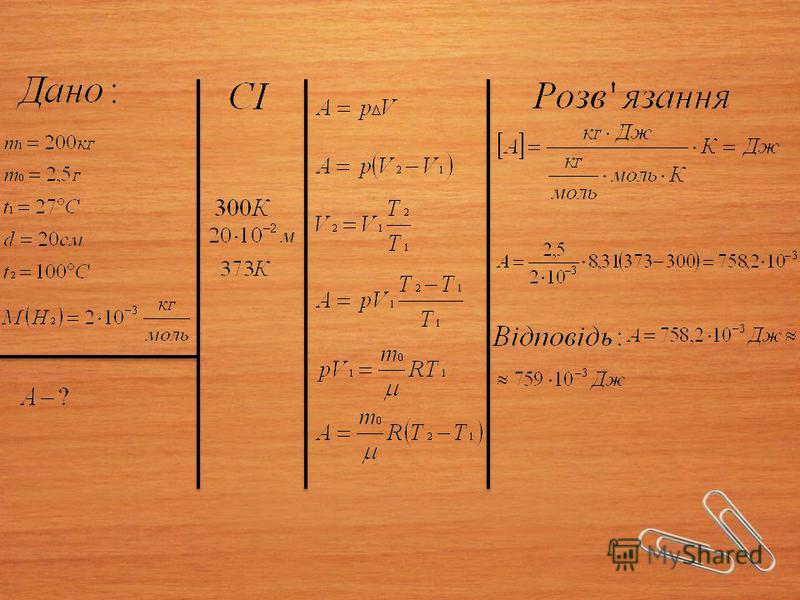 Дано:
m₁ = 200кг
m₀ = 2,5г
t₁ = 27°C
d = 20см
t₂ = 100°C
M(H₂) = 2·10⁻³ кг/моль
A – ?
СІ
300K
20·10⁻² м
373K
A = p△V
A = p(V₂ – V₁)
V₂ = V₁ T₂/T₁
A = pV₁ (T₂ – T₁)/T₁
pV₁ = m₀/μ RT₁
A = m₀/μ R(T₂ – T₁)
Розв'язання
[A] = (кг · Дж)/(кг/моль · моль · К) · К = Дж
A = 2,5/(2·10⁻³) · 8,31(373 – 300) = 758,2·10⁻³
Відповідь: A = 758,2·10⁻³ Дж ≈
≈ 759·10⁻³ Дж
MyShared